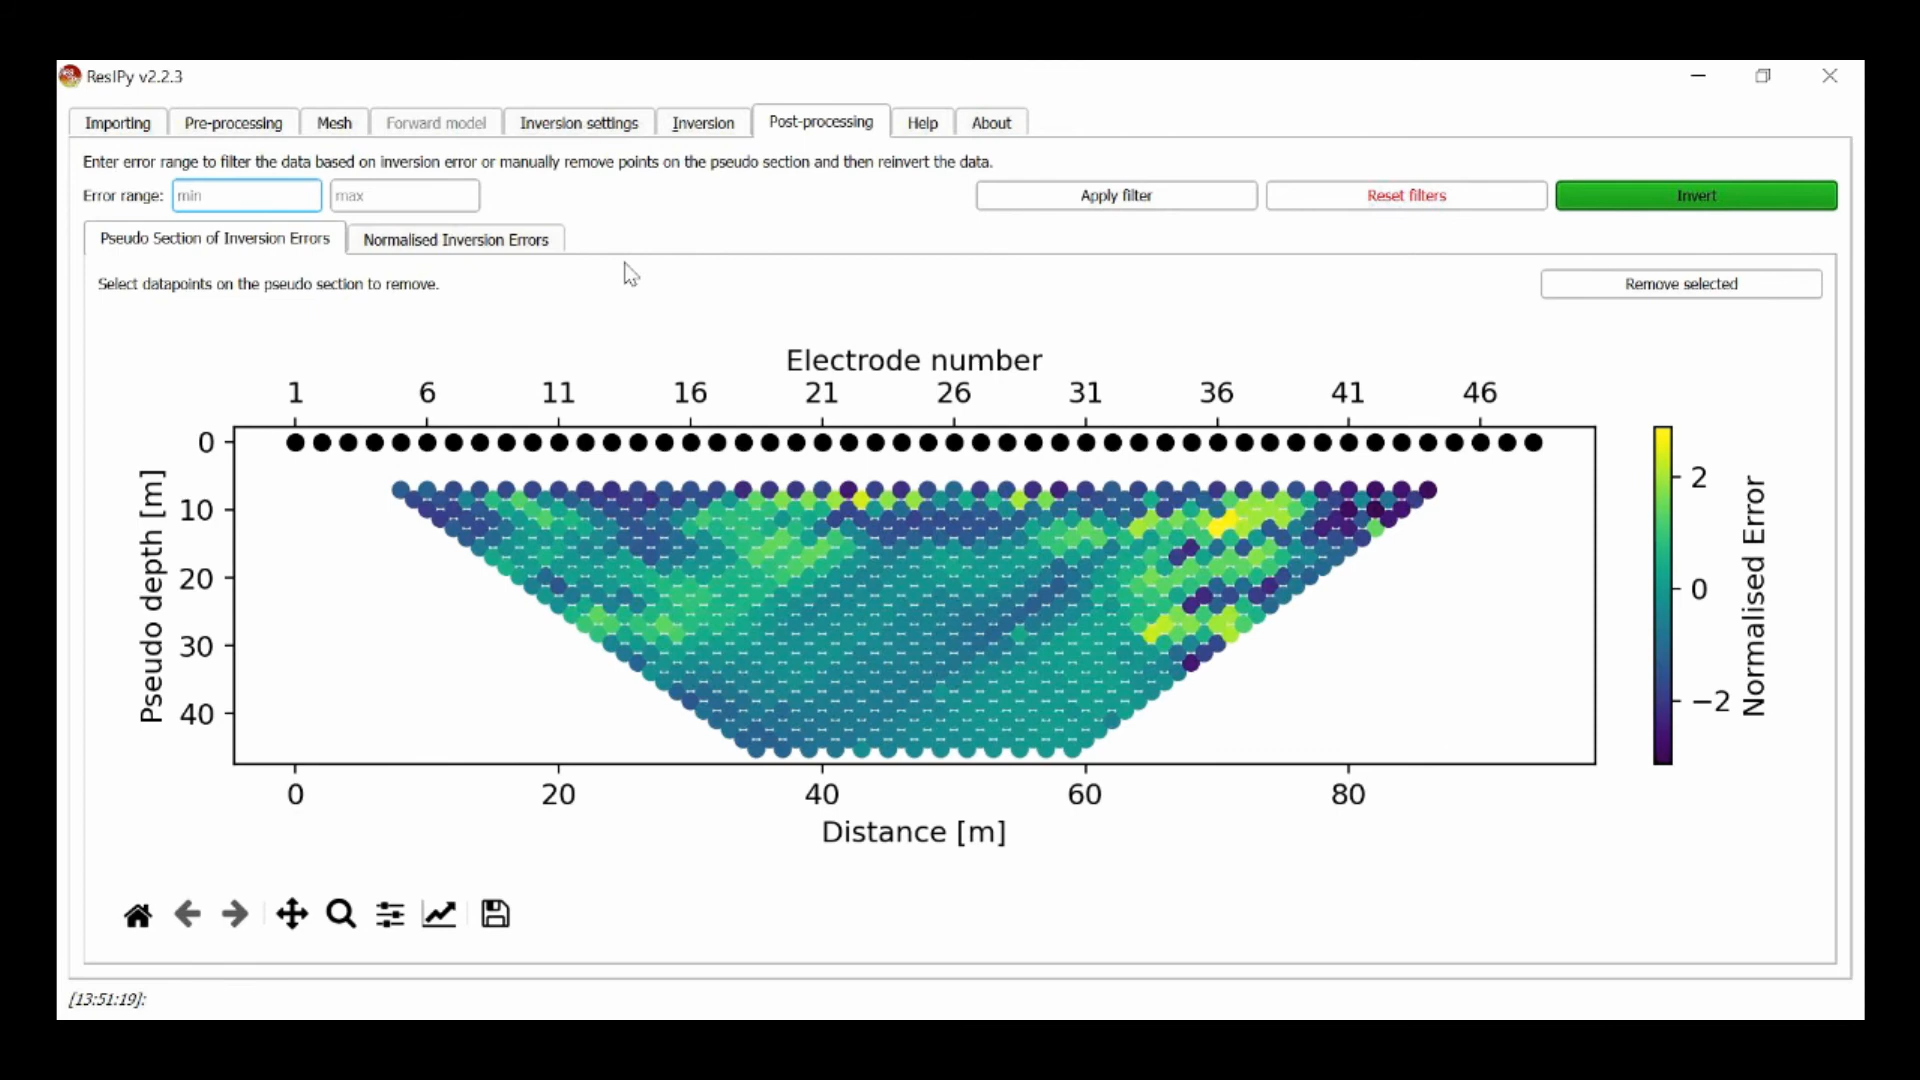 ResIPy v2.2.3
Importing Pre-processing Mesh Forward model Inversion settings Inversion Post-processing Help About
Enter error range to filter the data based on inversion error or manually remove points on the pseudo section and then reinvert the data.
Error range: min max Apply filter Reset filters Invert
Pseudo Section of Inversion Errors Normalised Inversion Errors
Select datapoints on the pseudo section to remove. Remove selected
Electrode number
1 6 11 16 21 26 31 36 41 46
0
10
20
30
40
Pseudo depth [m]
2
0
−2
Normalised Error
0 20 40 60 80
Distance [m]
[13:51:19]: